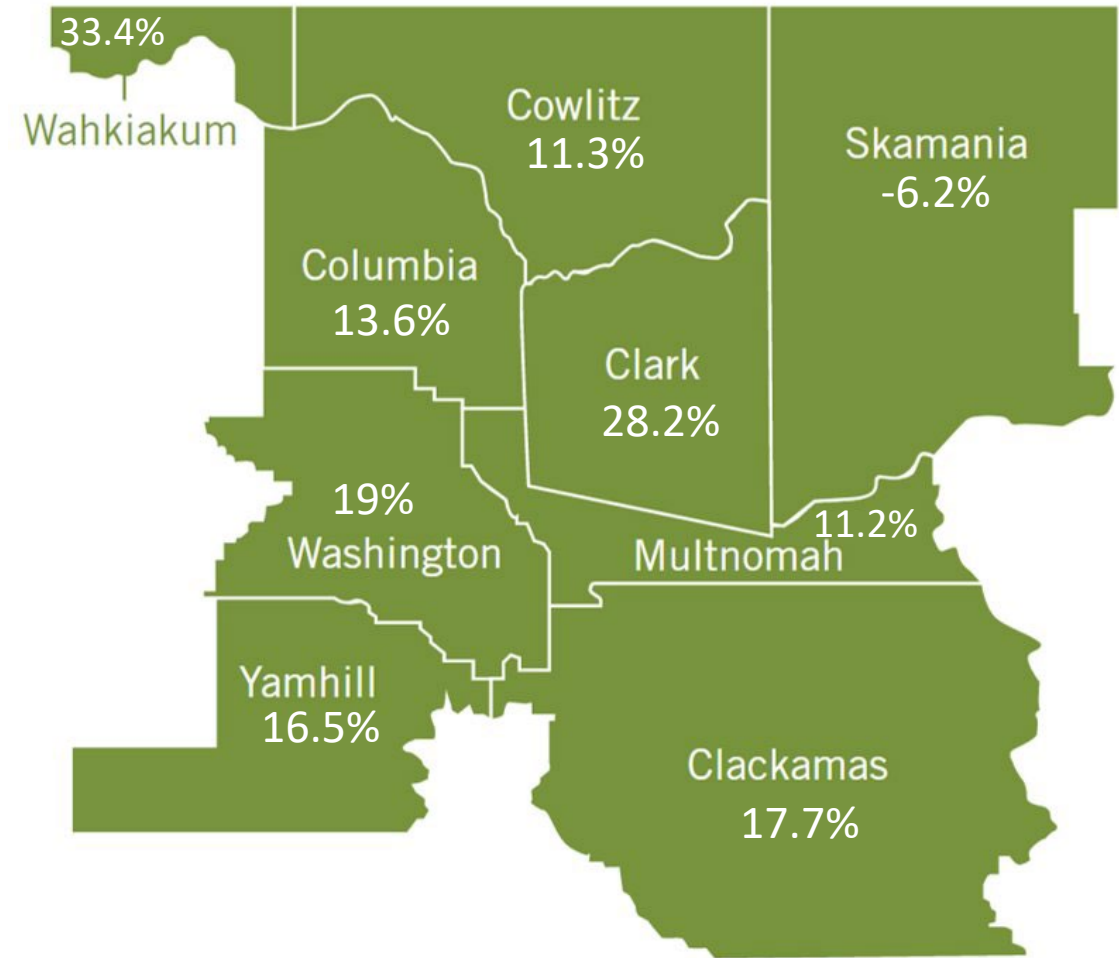 33.4%
Wahkiakum
Cowlitz
11.3%
Skamania
-6.2%
Columbia
13.6%
Clark
28.2%
19%
Washington
11.2%
Multnomah
Yamhill
16.5%
Clackamas
17.7%